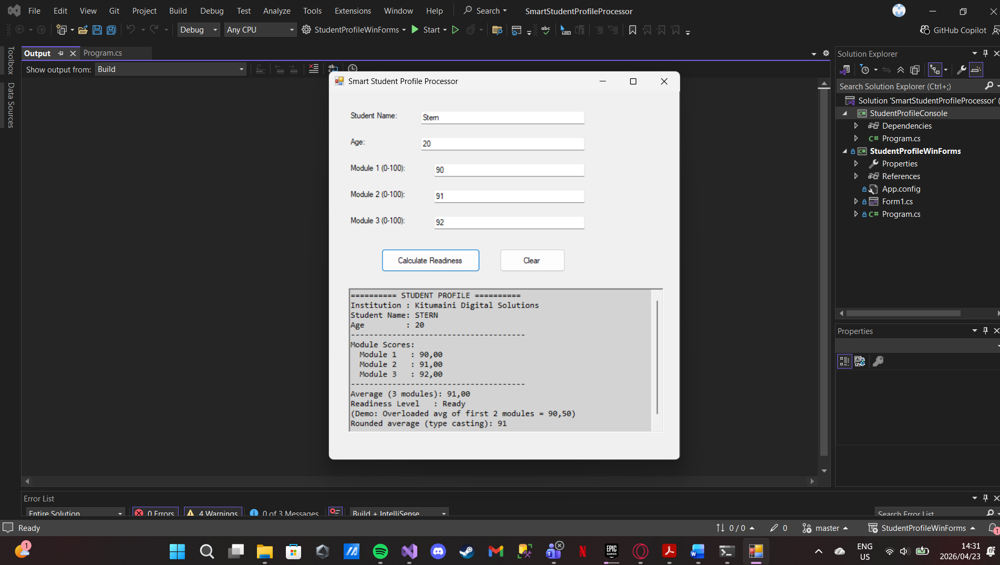 File Edit View Git Project Build Debug Test Analyze Tools Extensions Window Help Search SmartStudentProfileProcessor
Debug Any CPU StudentProfileWinForms Start abc GitHub Copilot
Toolbox
Data Sources
Output Program.cs
Show output from: Build
Smart Student Profile Processor
Student Name: Stern
Age: 20
Module 1 (0-100): 90
Module 2 (0-100): 91
Module 3 (0-100): 92
Calculate Readiness Clear
========== STUDENT PROFILE ==========
Institution : Kitumaini Digital Solutions
Student Name: STERN
Age : 20
--------------------------------------
Module Scores:
Module 1 : 90,00
Module 2 : 91,00
Module 3 : 92,00
--------------------------------------
Average (3 modules): 91,00
Readiness Level : Ready
(Demo: Overloaded avg of first 2 modules = 90,50)
Rounded average (type casting): 91
Solution Explorer
Search Solution Explorer (Ctrl+;)
Solution 'SmartStudentProfileProcessor' (
C# StudentProfileConsole
Dependencies
C# Program.cs
C# StudentProfileWinForms
Properties
References
App.config
Form1.cs
C# Program.cs
Properties
Error List
Entire Solution 0 Errors 4 Warnings 0 of 3 Messages Build + IntelliSense Search Error List
Ready 0 / 0 0 master StudentProfileWinForms 1
1 EPIC GAMES ENG US 14:31
2026/04/23